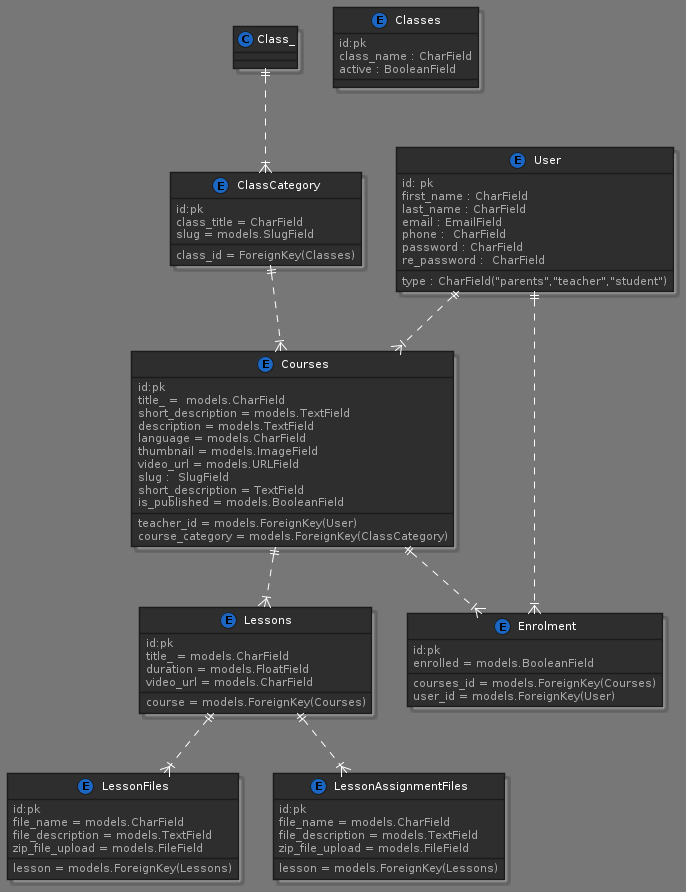 C Class_
E Classes
id:pk
class_name : CharField
active : BooleanField
E ClassCategory
id:pk
class_title = CharField
slug = models.SlugField
class_id = ForeignKey(Classes)
E User
id: pk
first_name : CharField
last_name : CharField
email : EmailField
phone :  CharField
password : CharField
re_password :  CharField
type : CharField("parents","teacher","student")
E Courses
id:pk
title_ =  models.CharField
short_description = models.TextField
description = models.TextField
language = models.CharField
thumbnail = models.ImageField
video_url = models.URLField
slug :  SlugField
short_description = TextField
is_published = models.BooleanField
teacher_id = models.ForeignKey(User)
course_category = models.ForeignKey(ClassCategory)
E Lessons
id:pk
title_ = models.CharField
duration = models.FloatField
video_url = models.CharField
course = models.ForeignKey(Courses)
E Enrolment
id:pk
enrolled = models.BooleanField
courses_id = models.ForeignKey(Courses)
user_id = models.ForeignKey(User)
E LessonFiles
id:pk
file_name = models.CharField
file_description = models.TextField
zip_file_upload = models.FileField
lesson = models.ForeignKey(Lessons)
E LessonAssignmentFiles
id:pk
file_name = models.CharField
file_description = models.TextField
zip_file_upload = models.FileField
lesson = models.ForeignKey(Lessons)